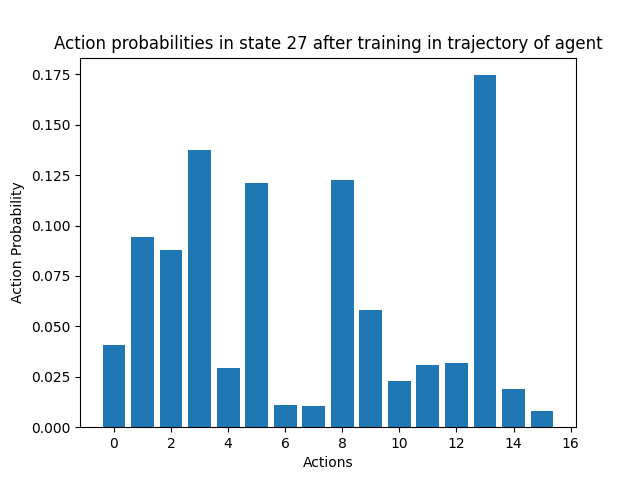 Action probabilities in state 27 after training in trajectory of agent
0.175
0.150
0.125
0.100
0.075
0.050
0.025
0.000
Action Probability
0 2 4 6 8 10 12 14 16
Actions